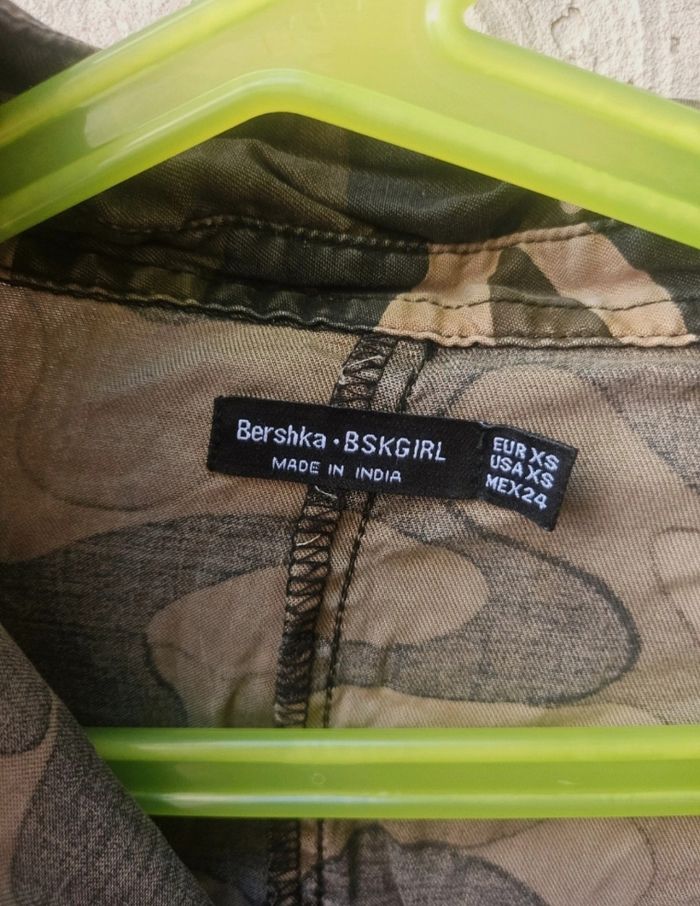 Bershka • BSKGIRL
MADE IN INDIA
EUR XS
USA XS
MEX 24